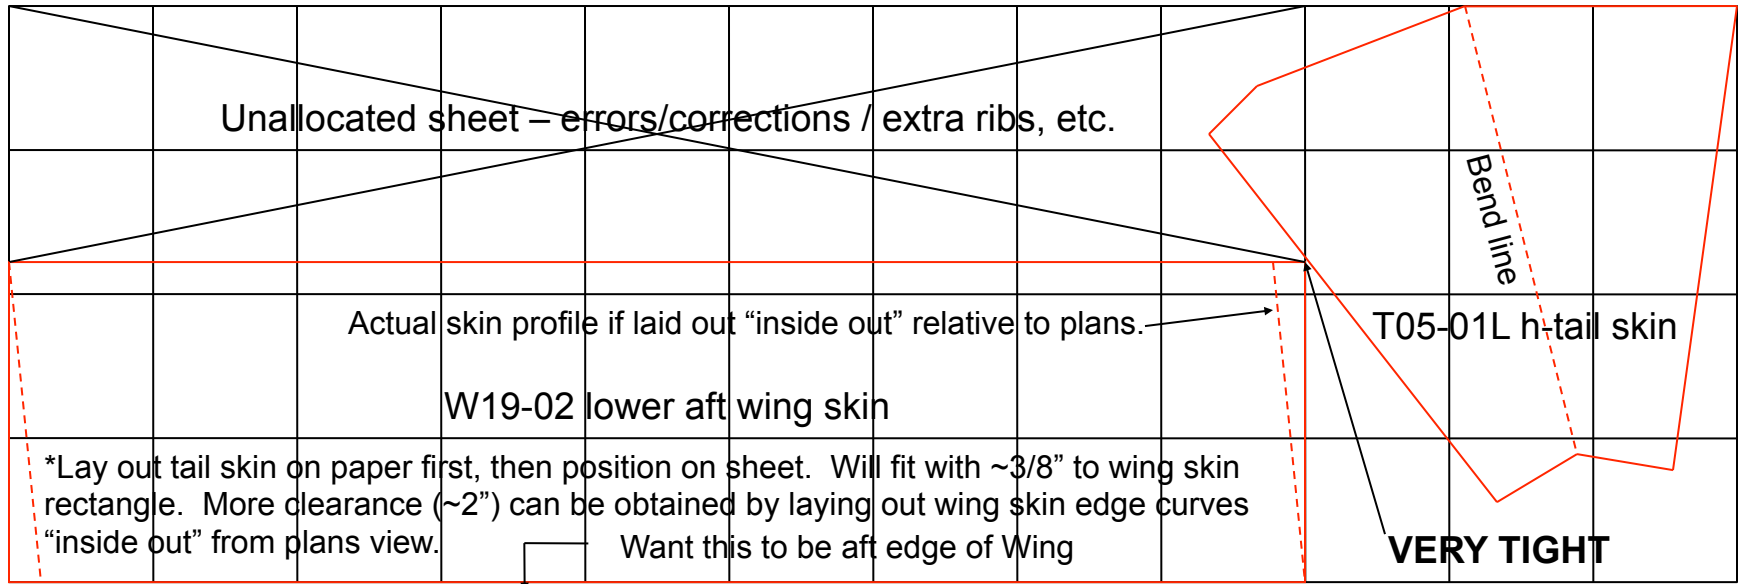 Unallocated sheet – errors/corrections / extra ribs, etc.
Bend line
Actual skin profile if laid out “inside out” relative to plans.
T05-01L h-tail skin
W19-02 lower aft wing skin
*Lay out tail skin on paper first, then position on sheet.  Will fit with ~3/8” to wing skin
rectangle.  More clearance (~2”) can be obtained by laying out wing skin edge curves
“inside out” from plans view.
Want this to be aft edge of Wing
VERY TIGHT